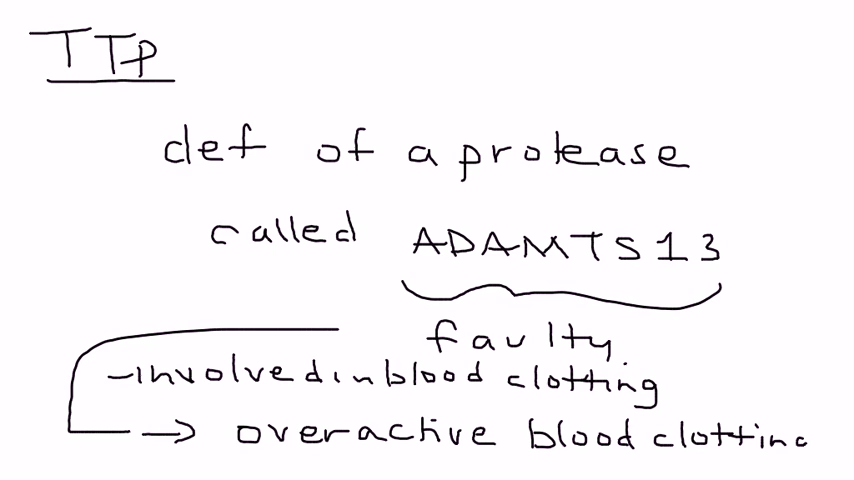 TTP
def of a protease
called ADAMTS13
faulty.
-involved in blood clotting
→ overactive blood clotting